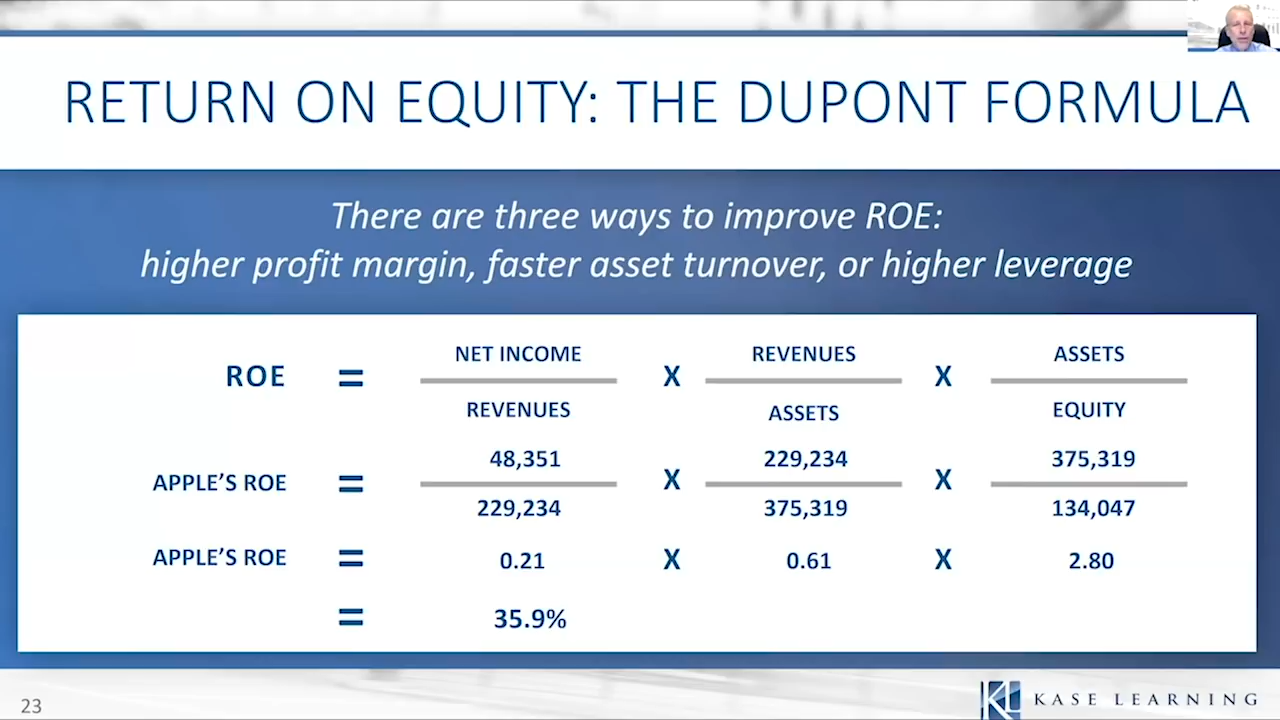 RETURN ON EQUITY: THE DUPONT FORMULA
There are three ways to improve ROE:
higher profit margin, faster asset turnover, or higher leverage
NET INCOME REVENUES ASSETS
ROE = X X
REVENUES ASSETS EQUITY
48,351 229,234 375,319
APPLE’S ROE = X X
229,234 375,319 134,047
APPLE’S ROE = 0.21 X 0.61 X 2.80
= 35.9%
23
KL KASE LEARNING